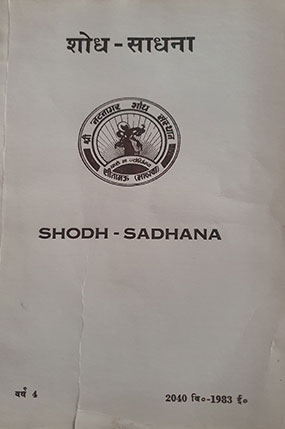 शोध - साधना
श्री नटनागर शोध संस्थान
सीतामऊ (मालवा)
SHODH - SADHANA
वर्ष 4
2040 वि०-1983 ई०